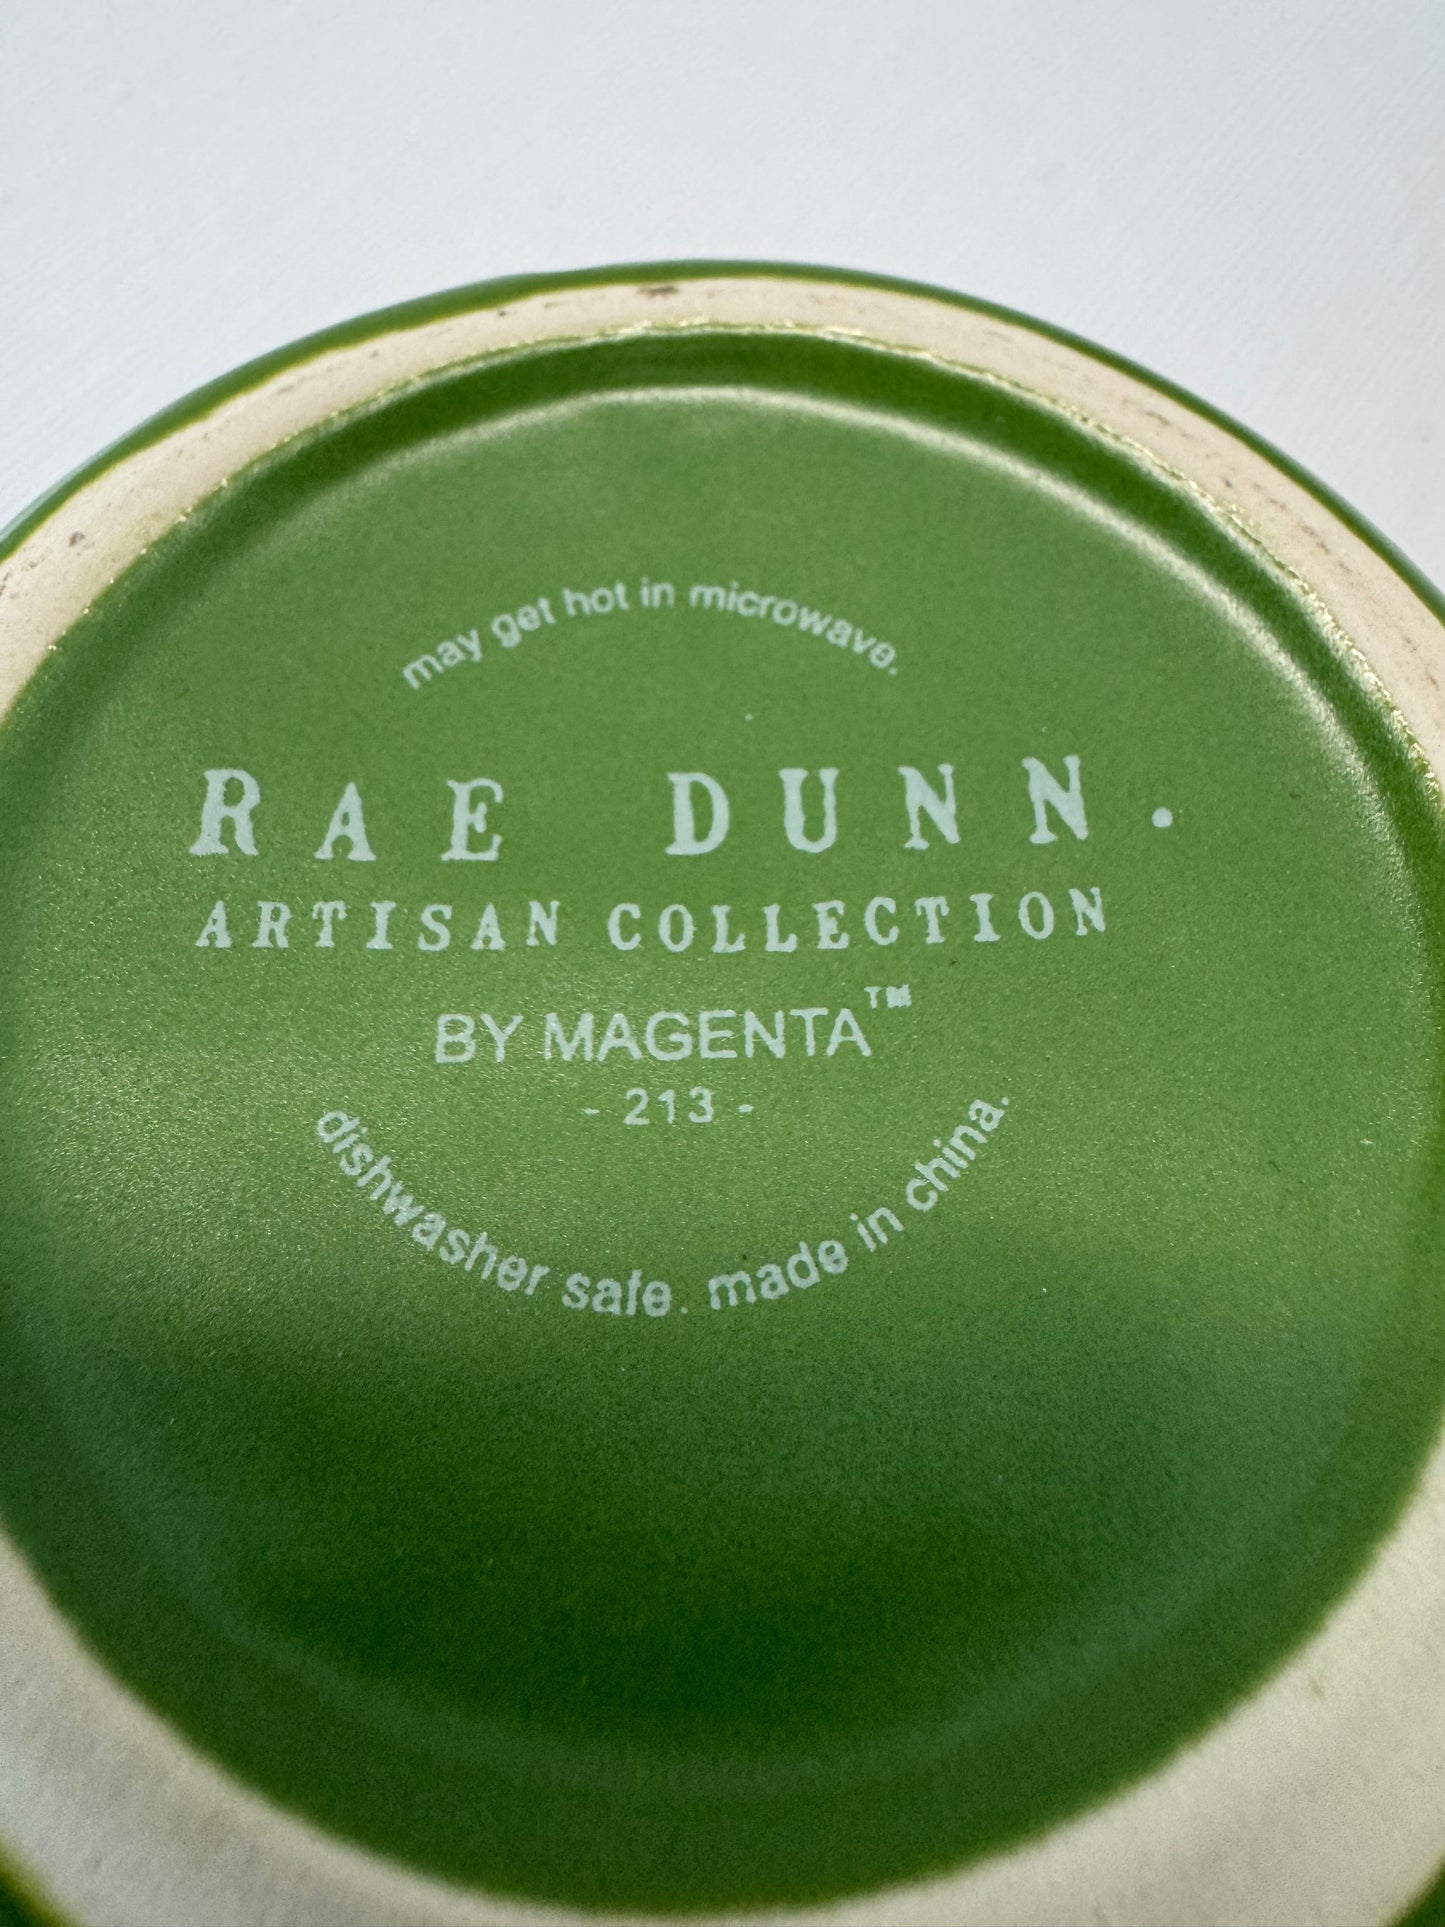 may get hot in microwave.
RAE DUNN.
ARTISAN COLLECTION
BY MAGENTA™
- 213 -
dishwasher safe. made in china.